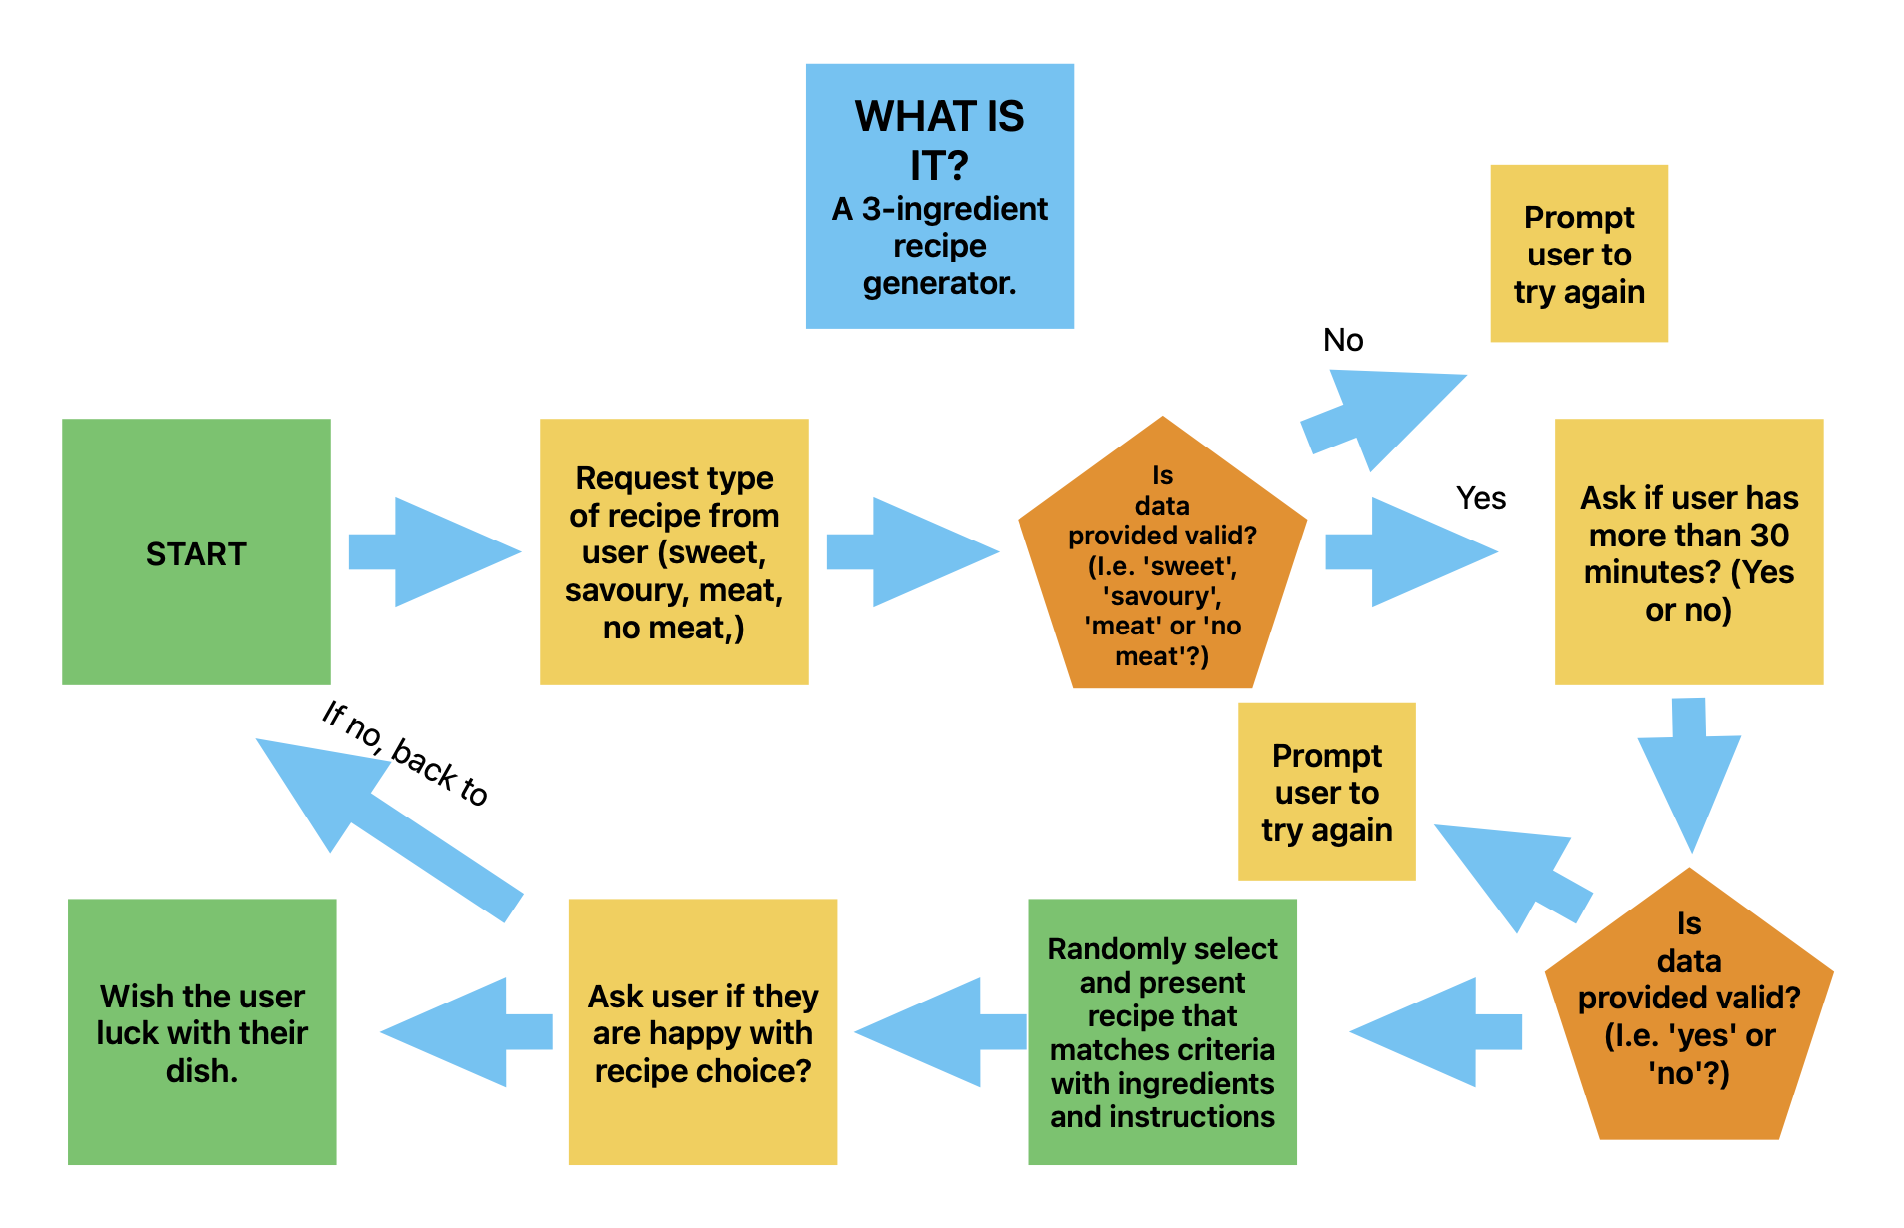 WHAT IS
IT?
A 3-ingredient
recipe
generator.
Prompt
user to
try again
No
START
Request type
of recipe from
user (sweet,
savoury, meat,
no meat,)
Is
data
provided valid?
(I.e. 'sweet',
'savoury',
'meat' or 'no
meat'?)
Yes
Ask if user has
more than 30
minutes? (Yes
or no)
If no, back to
Prompt
user to
try again
Wish the user
luck with their
dish.
Ask user if they
are happy with
recipe choice?
Randomly select
and present
recipe that
matches criteria
with ingredients
and instructions
Is
data
provided valid?
(I.e. 'yes' or
'no'?)